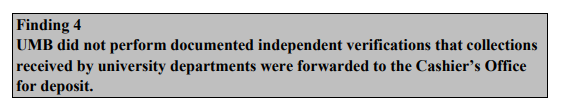 Finding 4
UMB did not perform documented independent verifications that collections
received by university departments were forwarded to the Cashier’s Office
for deposit.